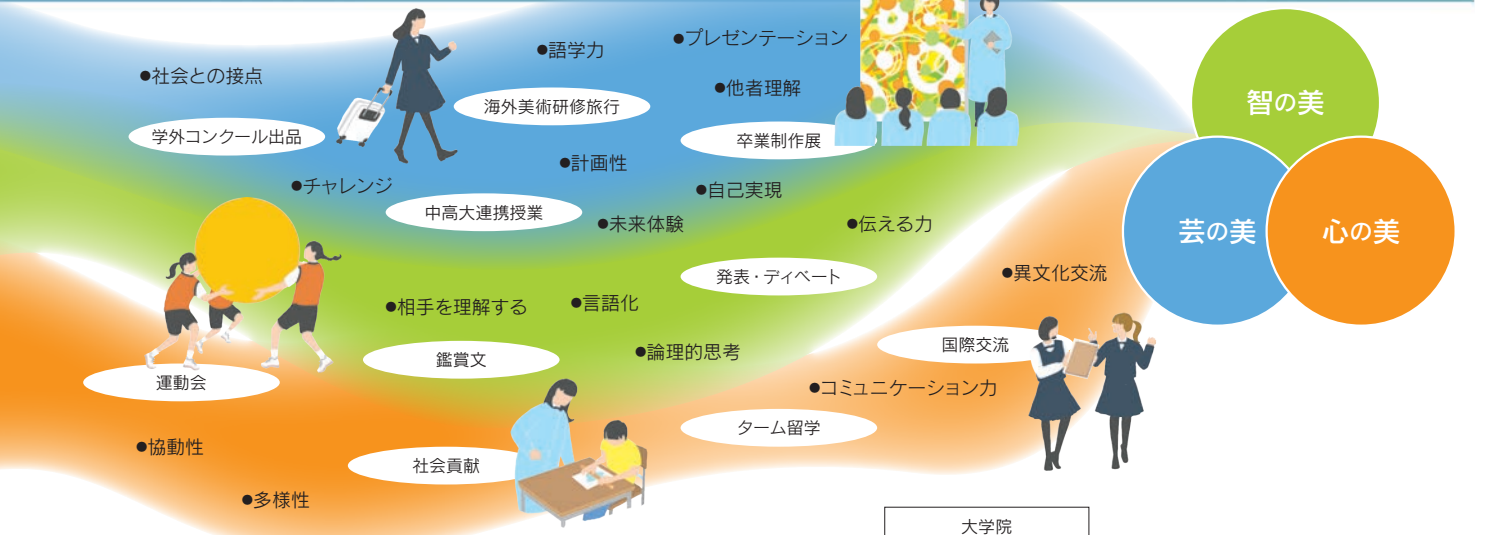 ●社会との接点
学外コンクール出品
●語学力
海外美術研修旅行
●プレゼンテーション
●他者理解
卒業制作展
●チャレンジ
中高大連携授業
●計画性
●未来体験
●自己実現
●伝える力
発表・ディベート
●異文化交流
国際交流
●相手を理解する
●言語化
鑑賞文
●論理的思考
●コミュニケーション力
ターム留学
運動会
●協動性
●多様性
社会貢献
智の美
芸の美
心の美
大学院